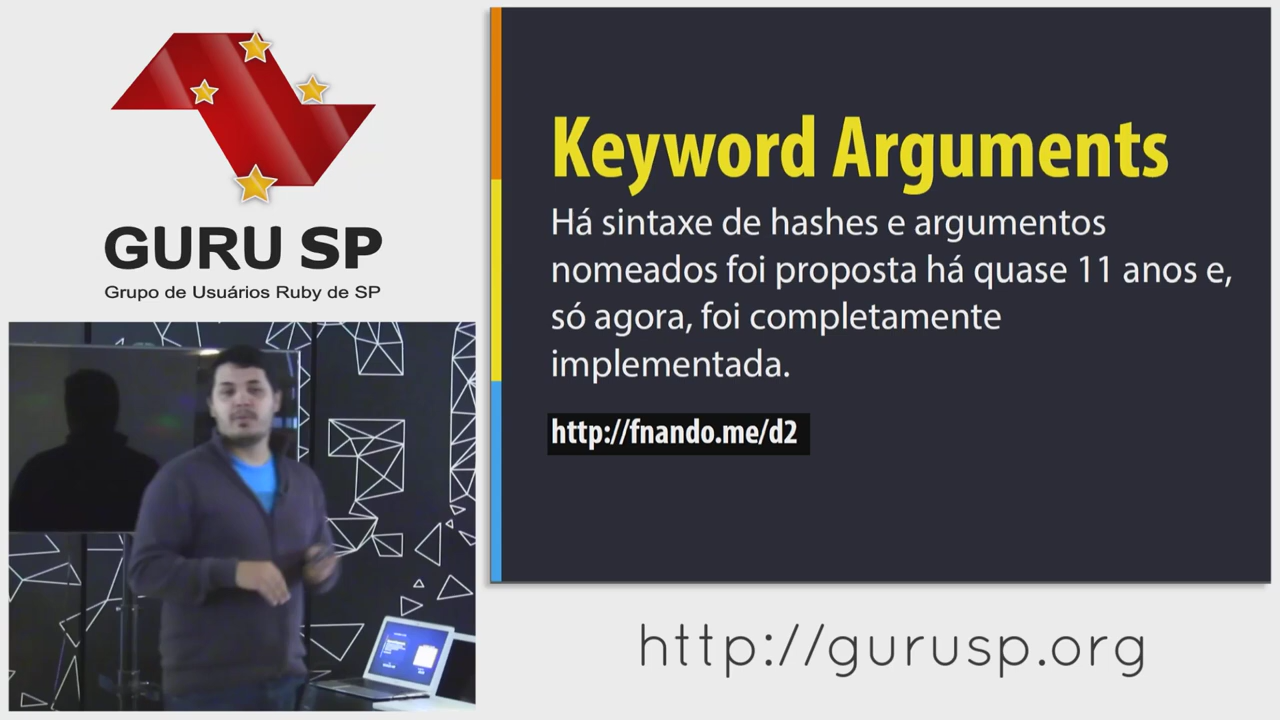 GURU SP
Grupo de Usuários Ruby de SP
Keyword Arguments
Há sintaxe de hashes e argumentos
nomeados foi proposta há quase 11 anos e,
só agora, foi completamente
implementada.
http://fnando.me/d2
http://gurusp.org